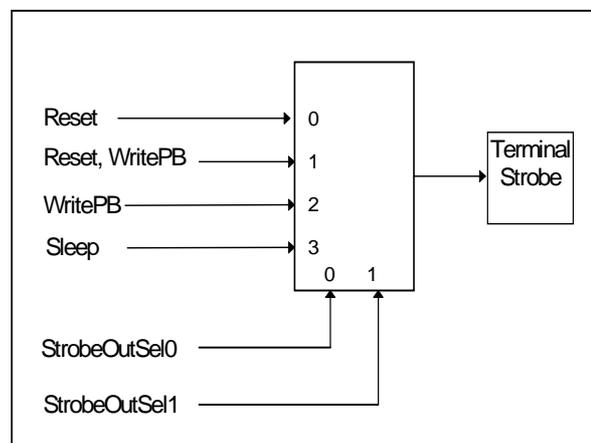 Reset
0
Reset, WritePB
1
Terminal
Strobe
WritePB
2
Sleep
3
0 1
StrobeOutSel0
StrobeOutSel1